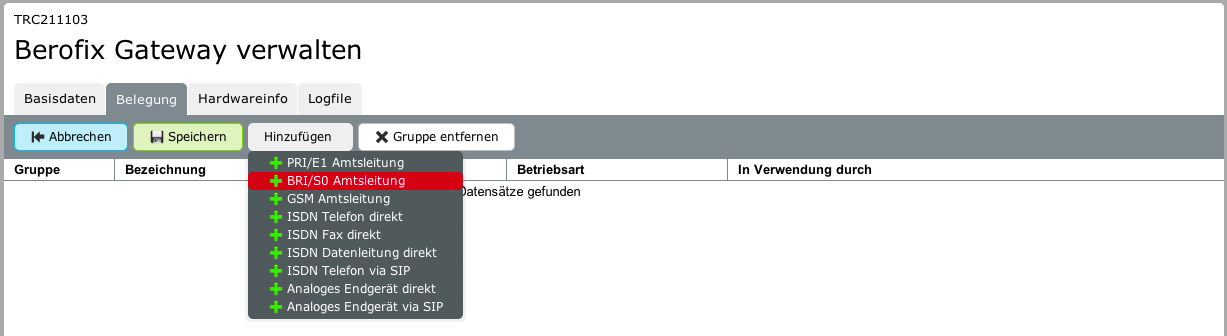 TRC211103
Berofix Gateway verwalten
Basisdaten Belegung Hardwareinfo Logfile
Abbrechen Speichern Hinzufügen Gruppe entfernen
Gruppe Bezeichnung Betriebsart In Verwendung durch
PRI/E1 Amtsleitung
BRI/S0 Amtsleitung
Datensätze gefunden
GSM Amtsleitung
ISDN Telefon direkt
ISDN Fax direkt
ISDN Datenleitung direkt
ISDN Telefon via SIP
Analoges Endgerät direkt
Analoges Endgerät via SIP